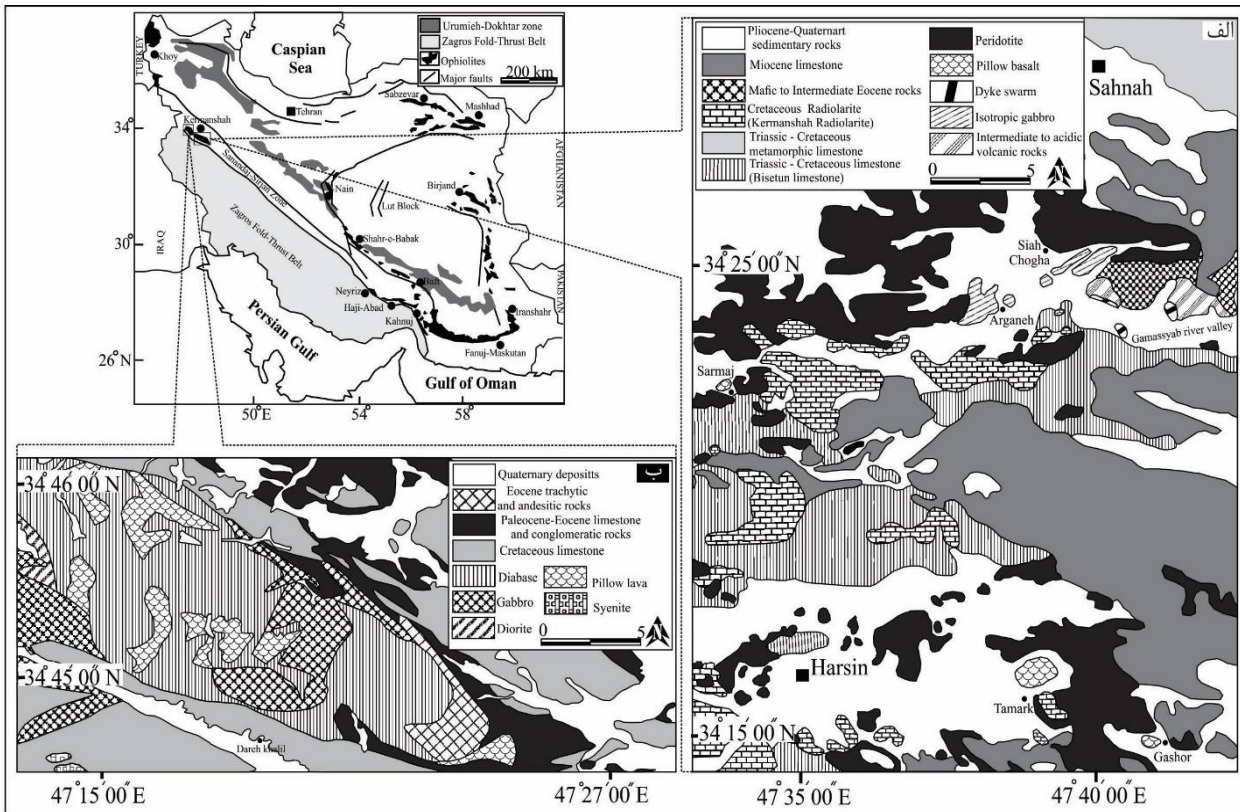 Urumieh-Dokhtar zone
Zagros Fold-Thrust Belt
Ophiolites
Major faults
200 km
TURKEY
Khoy
Caspian
Sea
Tehran
Sabzevar
Mashhad
34°
Kermanshah
Sanandaj-Sirjan Zone
Zagros Fold-Thrust Belt
IRAQ
Nain
Lut Block
Birjand
AFGHANISTAN
30°
Shahr-e-Babak
Baft
Neyriz
Haji-Abad
Kahnuj
Iranshahr
Fanuj-Maskutan
PAKISTAN
26°
Persian Gulf
Gulf of Oman
N
50°E
54°
58°
الف
Pliocene-Quaternart
sedimentary rocks
Miocene limestone
Mafic to Intermediate Eocene rocks
Cretaceous Radiolarite
(Kermanshah Radiolarite)
Triassic - Cretaceous
metamorphic limestone
Triassic - Cretaceous limestone
(Bisetun limestone)
Peridotite
Pillow basalt
Dyke swarm
Isotropic gabbro
Intermediate to acidic
volcanic rocks
0 5
N
Sahnah
Siah
Chogha
34° 25′ 00″ N
Arganeh
Gamassyab river valley
Sarmaj
Harsin
Tamark
34° 15′ 00″ N
Gashor
47° 35′ 00″ E
47° 40′ 00″ E
ب
Quaternary depositts
Eocene trachytic
and andesitic rocks
Paleocene-Eocene limestone
and conglomeratic rocks
Cretaceous limestone
Diabase
Pillow lava
Gabbro
Syenite
Diorite
0 5
N
34° 46′ 00″ N
34° 45′ 00″ N
Dareh khalil
47° 15′ 00″ E
47° 27′ 00″ E